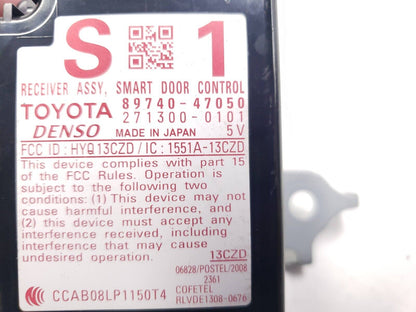 S 1
RECEIVER ASSY, SMART DOOR CONTROL
TOYOTA 89740-47050
DENSO 271300-0101
MADE IN JAPAN 5V
FCC ID : HYQ13CZD / IC : 1551A-13CZD
This device complies with part 15
of the FCC Rules. Operation is
subject to the following two
conditions: (1) This device may not
cause harmful interference, and
(2) this device must accept any
interference received, including
interference that may cause
undesired operation. 13CZD
06828/POSTEL/2008
2361
CCAB08LP1150T4 COFETEL
RLVDE1308-0676